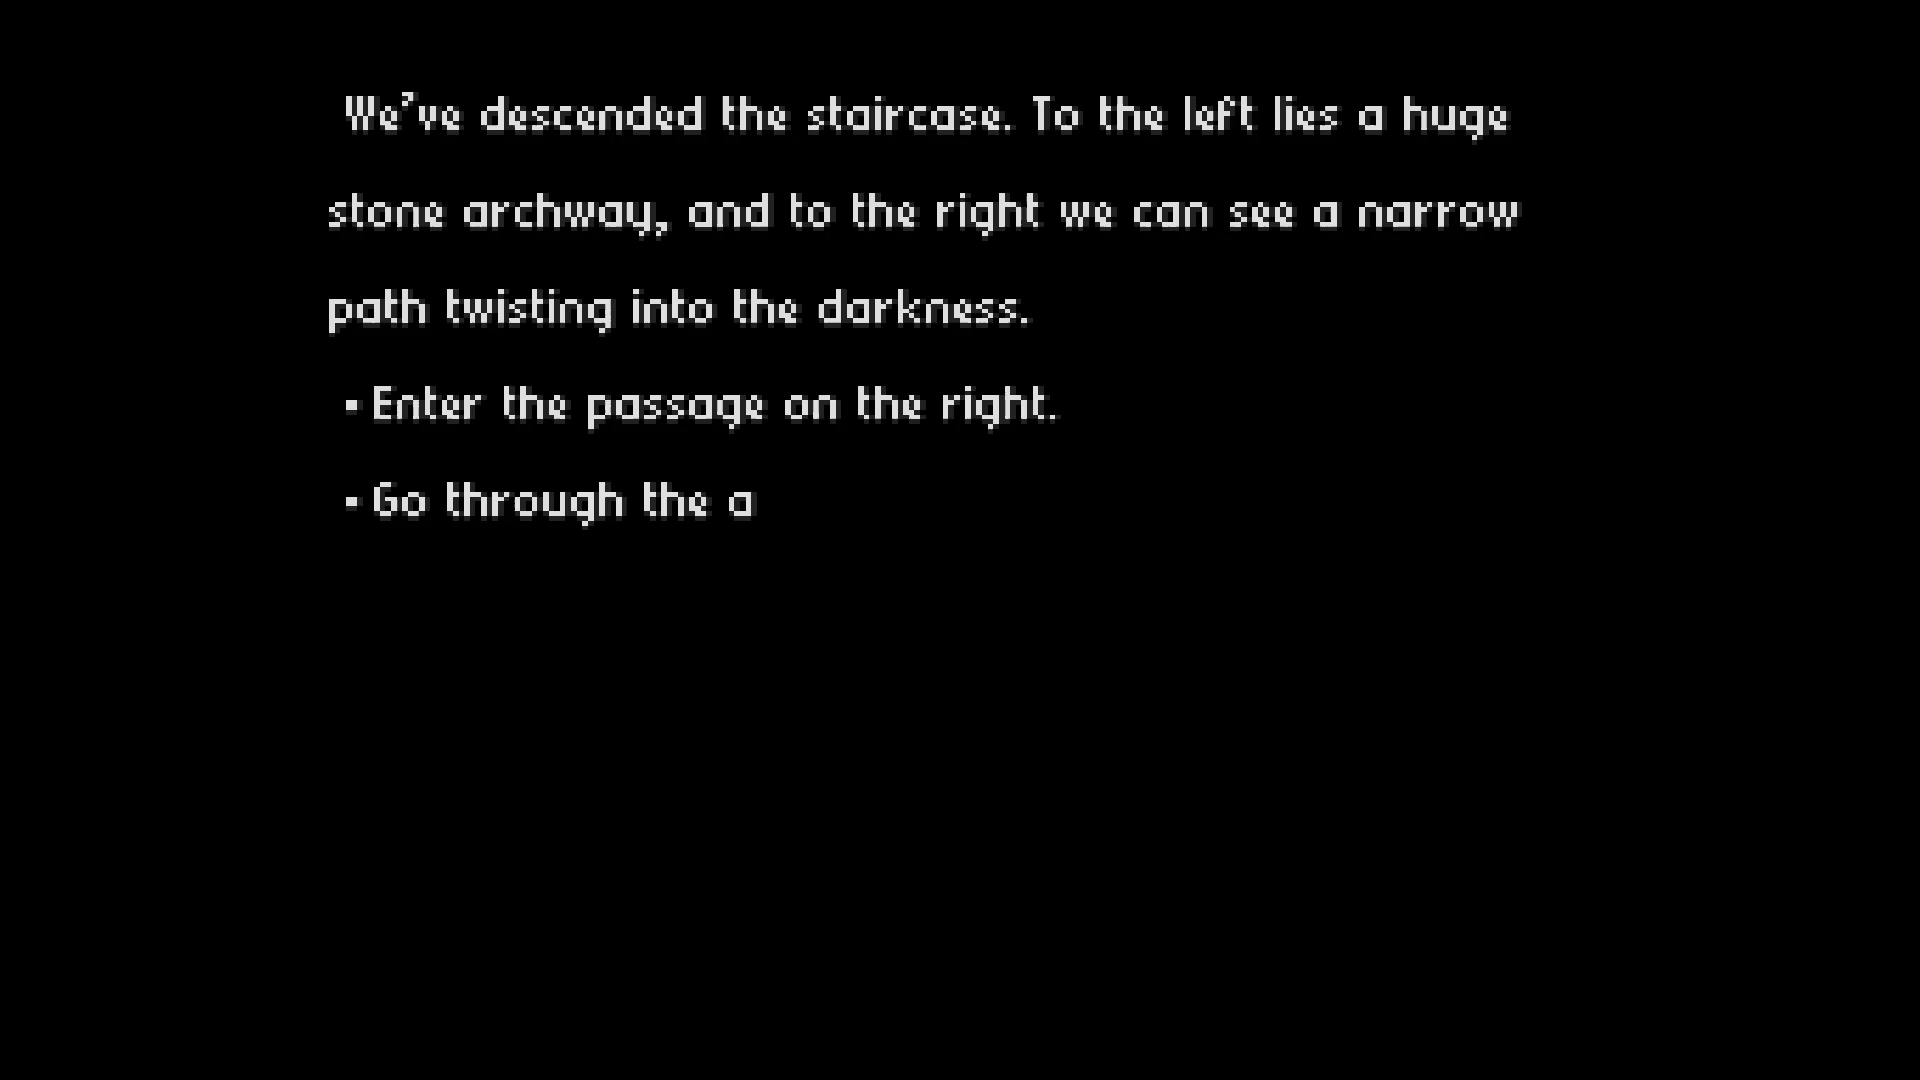 We've descended the staircase. To the left lies a huge
stone archway, and to the right we can see a narrow
path twisting into the darkness.
▪Enter the passage on the right.
▪Go through the a